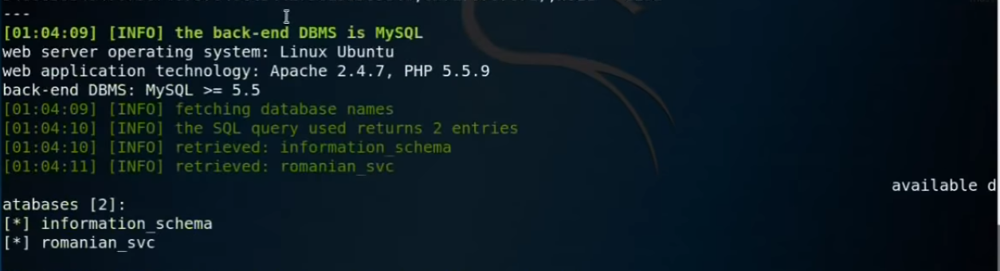 ---
[01:04:09] [INFO] the back-end DBMS is MySQL
web server operating system: Linux Ubuntu
web application technology: Apache 2.4.7, PHP 5.5.9
back-end DBMS: MySQL >= 5.5
[01:04:09] [INFO] fetching database names
[01:04:10] [INFO] the SQL query used returns 2 entries
[01:04:10] [INFO] retrieved: information_schema
[01:04:11] [INFO] retrieved: romanian_svc
available d
atabases [2]:
[*] information_schema
[*] romanian_svc